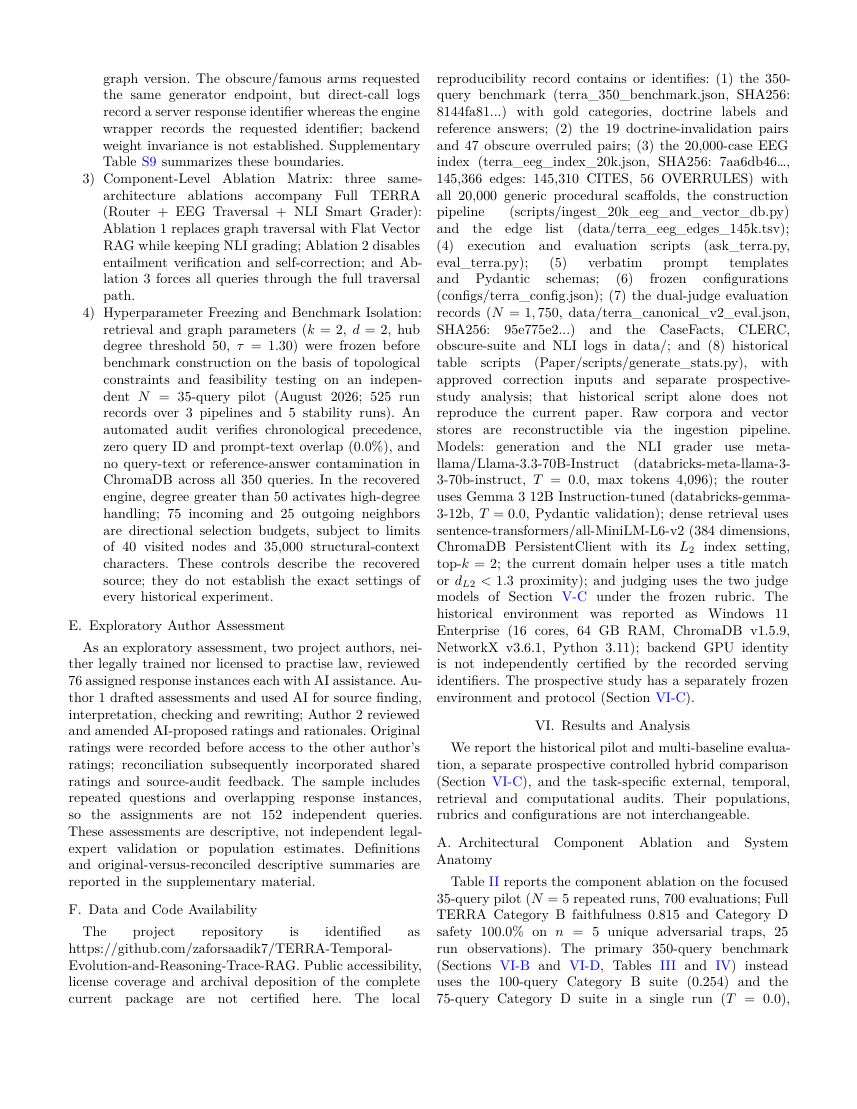 graph version. The obscure/famous arms requested
the same generator endpoint, but direct-call logs
record a server response identifier whereas the engine
wrapper records the requested identifier; backend
weight invariance is not established. Supplementary
Table S9 summarizes these boundaries.
3) Component-Level Ablation Matrix: three same-
architecture ablations accompany Full TERRA
(Router + EEG Traversal + NLI Smart Grader):
Ablation 1 replaces graph traversal with Flat Vector
RAG while keeping NLI grading; Ablation 2 disables
entailment verification and self-correction; and Ab-
lation 3 forces all queries through the full traversal
path.
4) Hyperparameter Freezing and Benchmark Isolation:
retrieval and graph parameters (k = 2, d = 2, hub
degree threshold 50, τ = 1.30) were frozen before
benchmark construction on the basis of topological
constraints and feasibility testing on an indepen-
dent N = 35-query pilot (August 2026; 525 run
records over 3 pipelines and 5 stability runs). An
automated audit verifies chronological precedence,
zero query ID and prompt-text overlap (0.0%), and
no query-text or reference-answer contamination in
ChromaDB across all 350 queries. In the recovered
engine, degree greater than 50 activates high-degree
handling; 75 incoming and 25 outgoing neighbors
are directional selection budgets, subject to limits
of 40 visited nodes and 35,000 structural-context
characters. These controls describe the recovered
source; they do not establish the exact settings of
every historical experiment.
E. Exploratory Author Assessment
As an exploratory assessment, two project authors, nei-
ther legally trained nor licensed to practise law, reviewed
76 assigned response instances each with AI assistance. Au-
thor 1 drafted assessments and used AI for source finding,
interpretation, checking and rewriting; Author 2 reviewed
and amended AI-proposed ratings and rationales. Original
ratings were recorded before access to the other author's
ratings; reconciliation subsequently incorporated shared
ratings and source-audit feedback. The sample includes
repeated questions and overlapping response instances,
so the assignments are not 152 independent queries.
These assessments are descriptive, not independent legal-
expert validation or population estimates. Definitions
and original-versus-reconciled descriptive summaries are
reported in the supplementary material.
F. Data and Code Availability
The project repository is identified as
https://github.com/zaforsaadik7/TERRA-Temporal-
Evolution-and-Reasoning-Trace-RAG. Public accessibility,
license coverage and archival deposition of the complete
current package are not certified here. The local
reproducibility record contains or identifies: (1) the 350-
query benchmark (terra_350_benchmark.json, SHA256:
8144fa81...) with gold categories, doctrine labels and
reference answers; (2) the 19 doctrine-invalidation pairs
and 47 obscure overruled pairs; (3) the 20,000-case EEG
index (terra_eeg_index_20k.json, SHA256: 7aa6db46...,
145,366 edges: 145,310 CITES, 56 OVERRULES) with
all 20,000 generic procedural scaffolds, the construction
pipeline (scripts/ingest_20k_eeg_and_vector_db.py)
and the edge list (data/terra_eeg_edges_145k.tsv);
(4) execution and evaluation scripts (ask_terra.py,
eval_terra.py); (5) verbatim prompt templates
and Pydantic schemas; (6) frozen configurations
(configs/terra_config.json); (7) the dual-judge evaluation
records (N = 1,750, data/terra_canonical_v2_eval.json,
SHA256: 95e775e2...) and the CaseFacts, CLERC,
obscure-suite and NLI logs in data/; and (8) historical
table scripts (Paper/scripts/generate_stats.py), with
approved correction inputs and separate prospective-
study analysis; that historical script alone does not
reproduce the current paper. Raw corpora and vector
stores are reconstructible via the ingestion pipeline.
Models: generation and the NLI grader use meta-
llama/Llama-3.3-70B-Instruct (databricks-meta-llama-3-
3-70b-instruct, T = 0.0, max tokens 4,096); the router
uses Gemma 3 12B Instruction-tuned (databricks-gemma-
3-12b, T = 0.0, Pydantic validation); dense retrieval uses
sentence-transformers/all-MiniLM-L6-v2 (384 dimensions,
ChromaDB PersistentClient with its L2 index setting,
top-k = 2; the current domain helper uses a title match
or dL2 < 1.3 proximity); and judging uses the two judge
models of Section V-C under the frozen rubric. The
historical environment was reported as Windows 11
Enterprise (16 cores, 64 GB RAM, ChromaDB v1.5.9,
NetworkX v3.6.1, Python 3.11); backend GPU identity
is not independently certified by the recorded serving
identifiers. The prospective study has a separately frozen
environment and protocol (Section VI-C).
VI. Results and Analysis
We report the historical pilot and multi-baseline evalua-
tion, a separate prospective controlled hybrid comparison
(Section VI-C), and the task-specific external, temporal,
retrieval and computational audits. Their populations,
rubrics and configurations are not interchangeable.
A. Architectural Component Ablation and System
Anatomy
Table II reports the component ablation on the focused
35-query pilot (N = 5 repeated runs, 700 evaluations; Full
TERRA Category B faithfulness 0.815 and Category D
safety 100.0% on n = 5 unique adversarial traps, 25
run observations). The primary 350-query benchmark
(Sections VI-B and VI-D, Tables III and IV) instead
uses the 100-query Category B suite (0.254) and the
75-query Category D suite in a single run (T = 0.0),